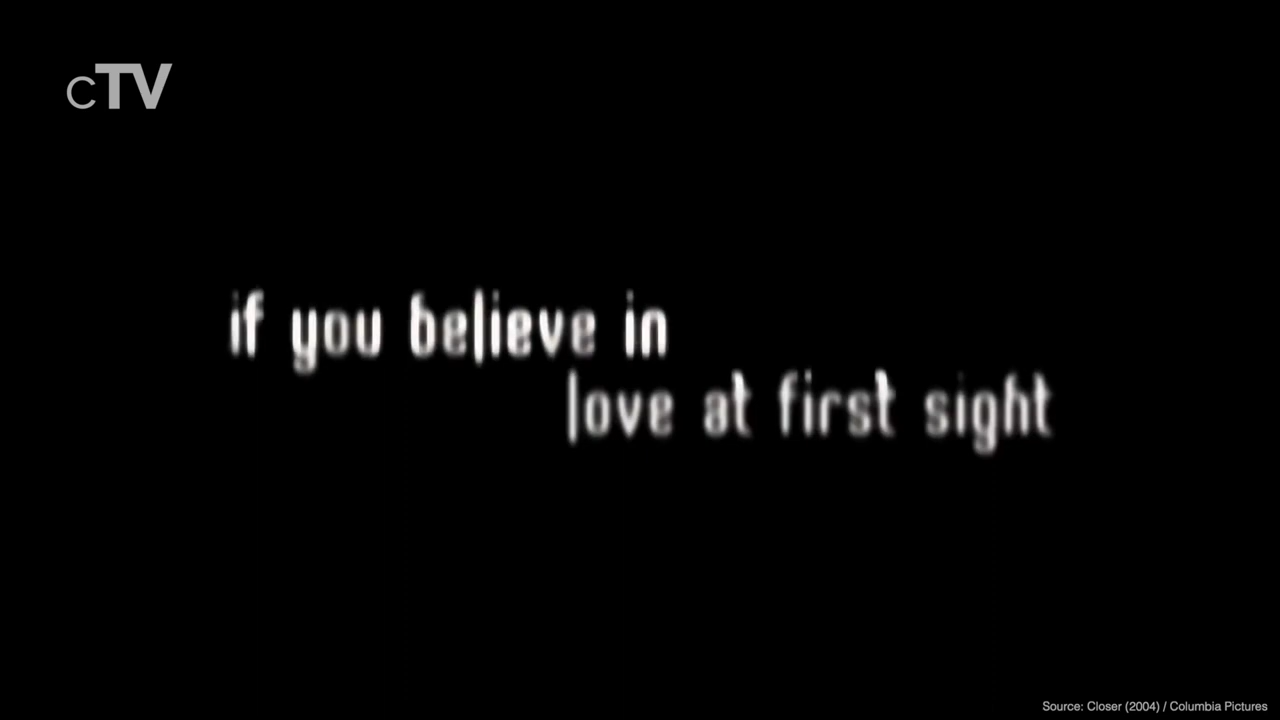 cTV
if you believe in
love at first sight
Source: Closer (2004) / Columbia Pictures